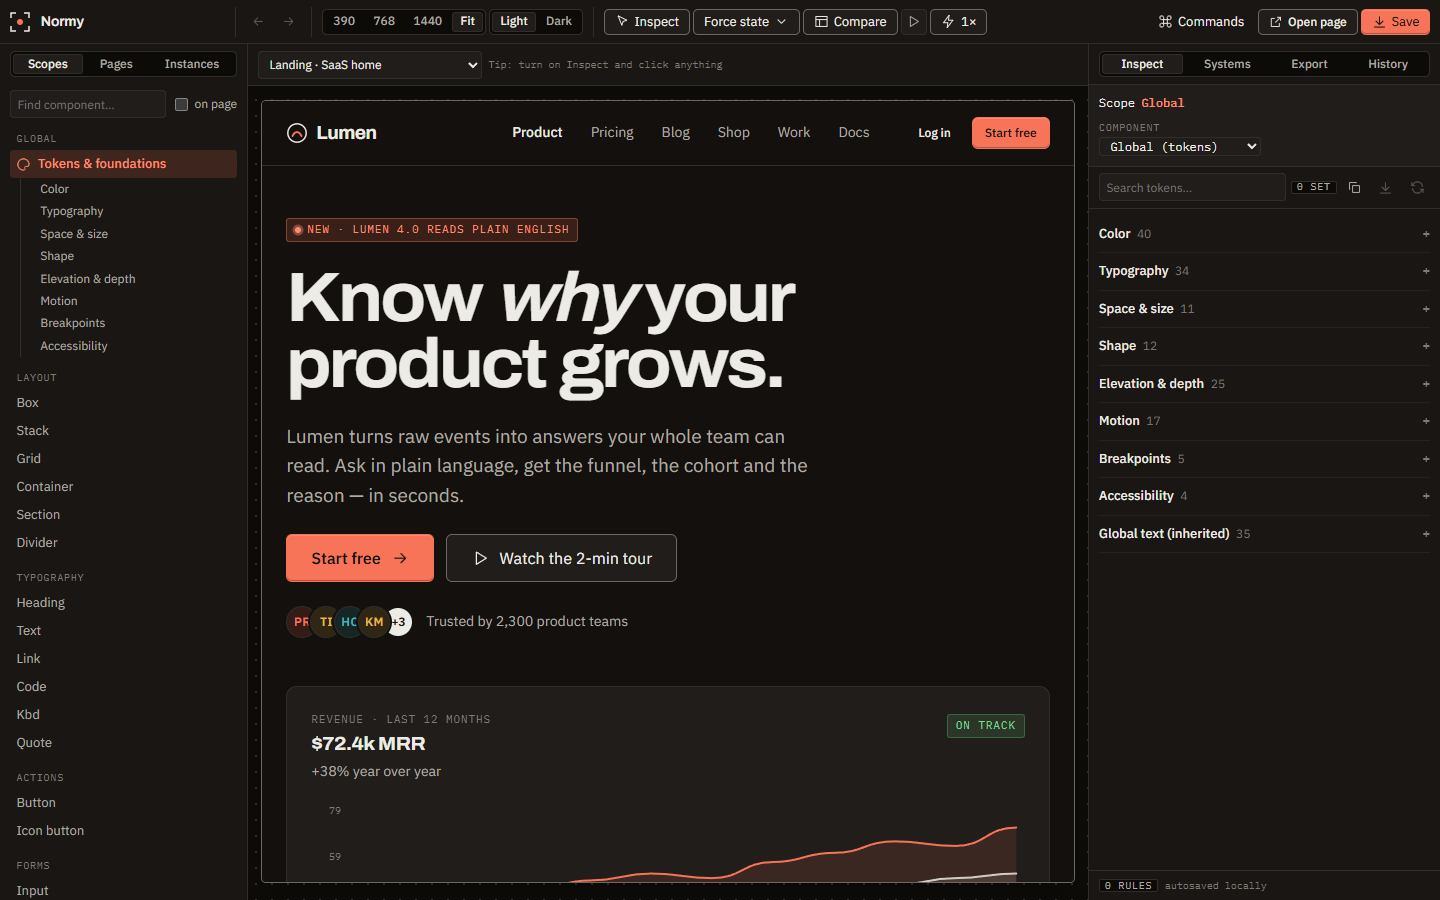 Normy
390 768 1440 Fit
Light Dark
Inspect
Force state
Compare
1×
Commands
Open page
Save
Scopes Pages Instances
Find component...
on page
GLOBAL
Tokens & foundations
Color
Typography
Space & size
Shape
Elevation & depth
Motion
Breakpoints
Accessibility
LAYOUT
Box
Stack
Grid
Container
Section
Divider
TYPOGRAPHY
Heading
Text
Link
Code
Kbd
Quote
ACTIONS
Button
Icon button
FORMS
Input
Landing · SaaS home
Tip: turn on Inspect and click anything
Lumen
Product Pricing Blog Shop Work Docs
Log in
Start free
NEW · LUMEN 4.0 READS PLAIN ENGLISH
Know why your
product grows.
Lumen turns raw events into answers your whole team can
read. Ask in plain language, get the funnel, the cohort and the
reason — in seconds.
Start free
Watch the 2-min tour
PR TI HC KM +3
Trusted by 2,300 product teams
REVENUE · LAST 12 MONTHS
$72.4k MRR
+38% year over year
ON TRACK
79
59
Inspect Systems Export History
Scope Global
COMPONENT
Global (tokens)
Search tokens...
0 SET
Color 40 +
Typography 34 +
Space & size 11 +
Shape 12 +
Elevation & depth 25 +
Motion 17 +
Breakpoints 5 +
Accessibility 4 +
Global text (inherited) 35 +
0 RULES autosaved locally